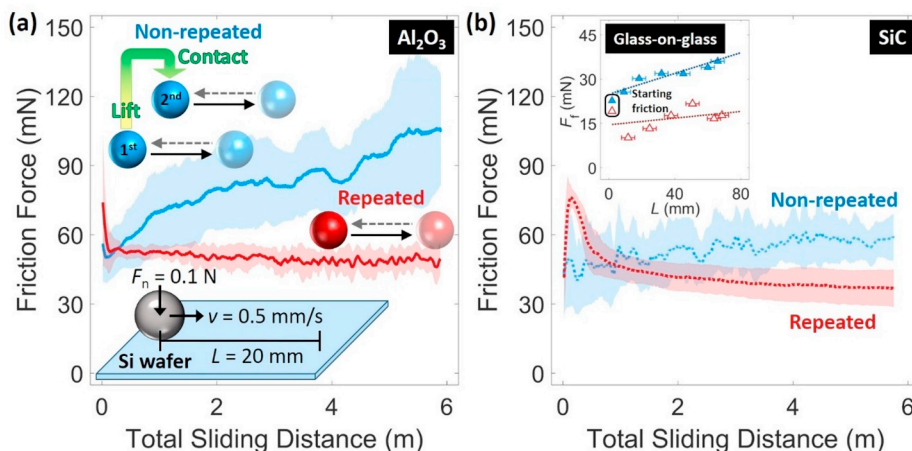 (a)
Non-repeated
Al₂O₃
Contact
Lift
2ⁿᵈ
1ˢᵗ
Repeated
Fₙ = 0.1 N
v = 0.5 mm/s
L = 20 mm
Si wafer
Friction Force (mN)
150
120
90
60
30
0
0
2
4
6
Total Sliding Distance (m)
(b)
Glass-on-glass
SiC
45
30
15
0
F_f (mN)
Starting
friction
0
40
80
L (mm)
Non-repeated
Repeated
Friction Force (mN)
150
120
90
60
30
0
0
2
4
6
Total Sliding Distance (m)